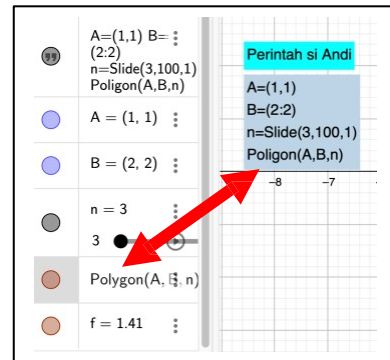 A=(1,1) B=
(2:2)
n=Slide(3,100,1)
Poligon(A,B,n)
A = (1, 1)
B = (2, 2)
n = 3
3
Polygon(A, B, n)
f = 1.41
Perintah si Andi
A=(1,1)
B=(2:2)
n=Slide(3,100,1)
Poligon(A,B,n)
-8 -7